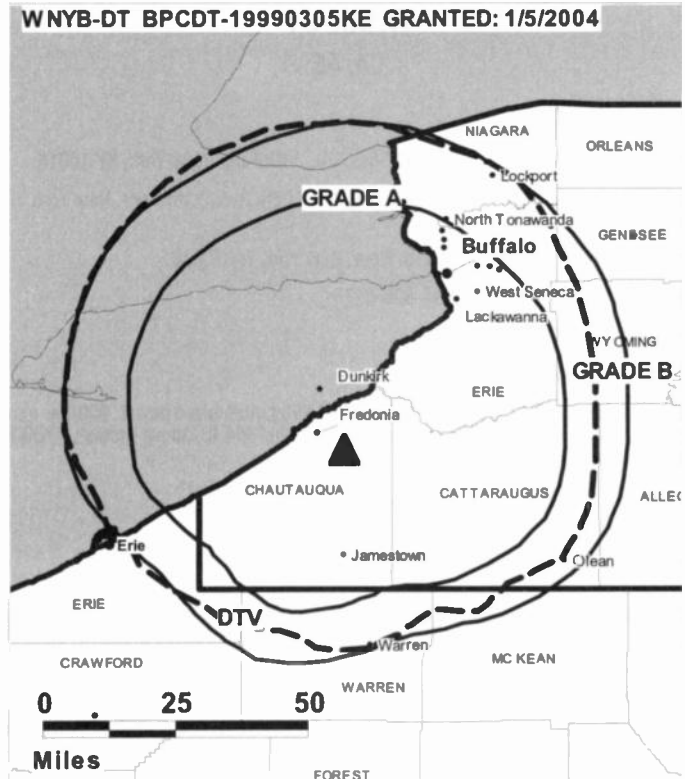 WNYB-DT BPCDT-19990305KE GRANTED: 1/5/2004
NIAGARA
ORLEANS
Lockport
GRADE A
North Tonawanda
GENESEE
Buffalo
West Seneca
Lackawanna
WYOMING
GRADE B
Dunkirk
ERIE
Fredonia
CHAUTAUQUA
CATTARAUGUS
ALLEG
Erie
Jamestown
Olean
ERIE
DTV
Warren
CRAWFORD
MC KEAN
WARREN
0 25 50
Miles
FOREST